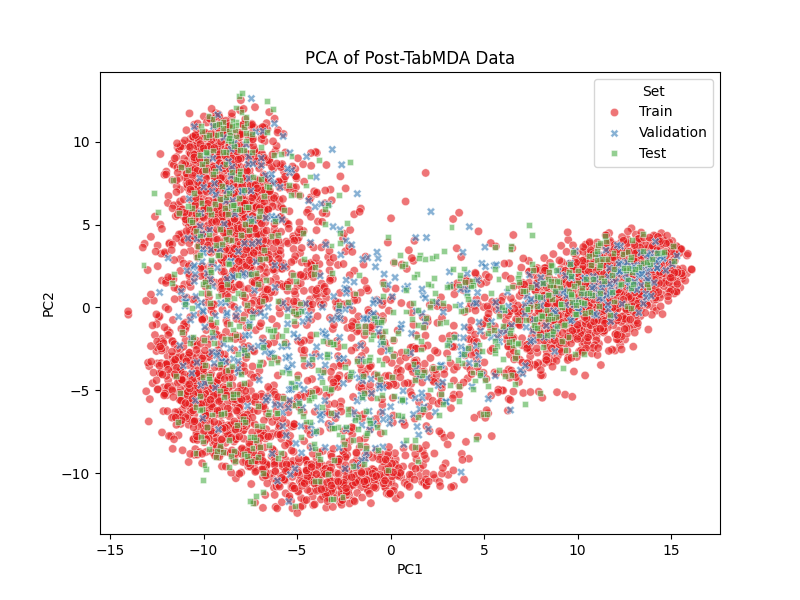 PCA of Post-TabMDA Data
Set
Train
Validation
Test
10
5
0
−5
−10
PC2
−15
−10
−5
0
5
10
15
PC1